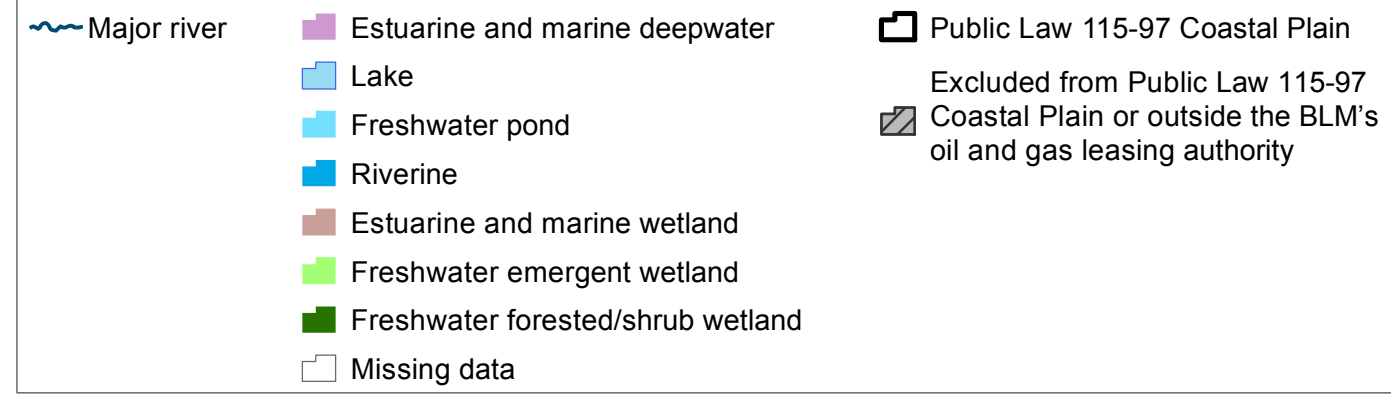 Major river
Estuarine and marine deepwater
Lake
Freshwater pond
Riverine
Estuarine and marine wetland
Freshwater emergent wetland
Freshwater forested/shrub wetland
Missing data
Public Law 115-97 Coastal Plain
Excluded from Public Law 115-97
Coastal Plain or outside the BLM's
oil and gas leasing authority